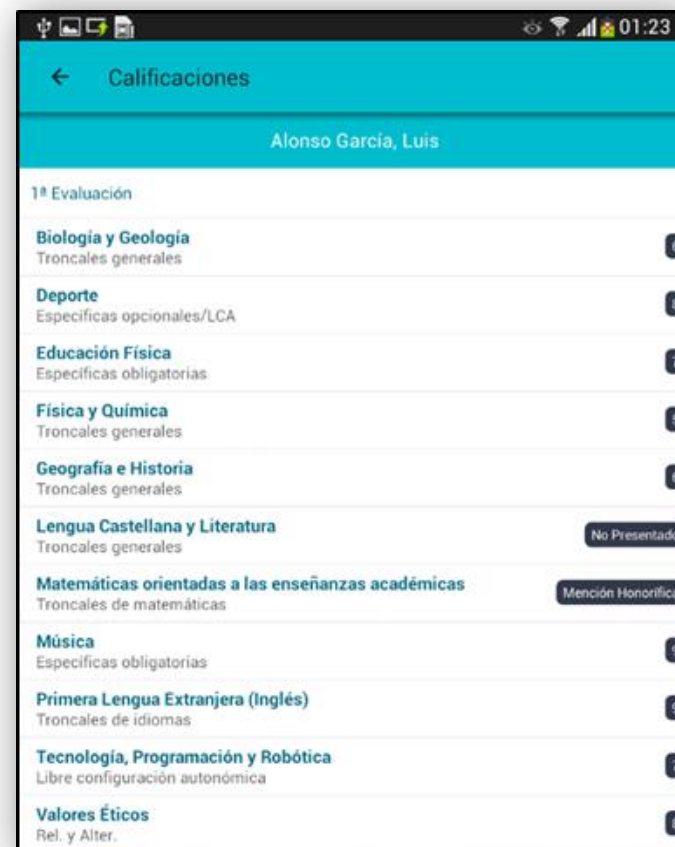 01:23
Calificaciones
Alonso García, Luis
1ª Evaluación
Biología y Geología
Troncales generales
Deporte
Específicas opcionales/LCA
Educación Física
Específicas obligatorias
Física y Química
Troncales generales
Geografía e Historia
Troncales generales
Lengua Castellana y Literatura
No Presentado
Troncales generales
Matemáticas orientadas a las enseñanzas académicas
Mención Honorífica
Troncales de matemáticas
Música
Específicas obligatorias
Primera Lengua Extranjera (Inglés)
Troncales de idiomas
Tecnología, Programación y Robótica
Libre configuración autonómica
Valores Éticos
Rel. y Alter.